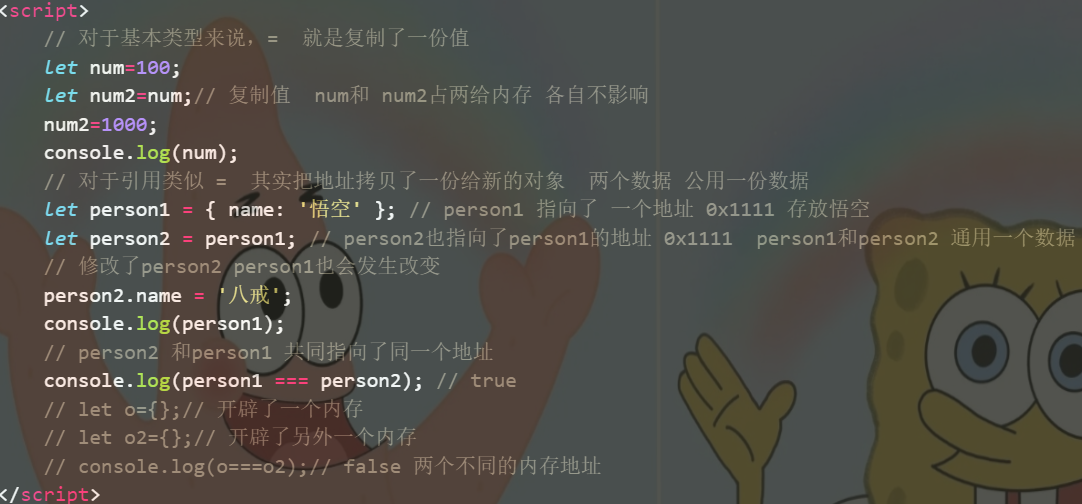 <script>
// 对于基本类型来说，= 就是复制了一份值
let num=100;
let num2=num;// 复制值 num和 num2占两给内存 各自不影响
num2=1000;
console.log(num);
// 对于引用类似 = 其实把地址拷贝了一份给新的对象 两个数据 公用一份数据
let person1 = { name: '悟空' }; // person1 指向了 一个地址 0x1111 存放悟空
let person2 = person1; // person2也指向了person1的地址 0x1111 person1和person2 通用一个数据
// 修改了person2 person1也会发生改变
person2.name = '八戒';
console.log(person1);
// person2 和person1 共同指向了同一个地址
console.log(person1 === person2); // true
// let o={};// 开辟了一个内存
// let o2={};// 开辟了另外一个内存
// console.log(o===o2);// false 两个不同的内存地址
</script>